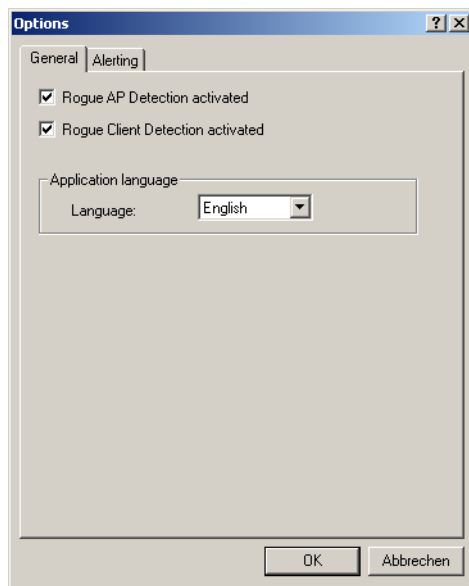 Options
General Alerting
Rogue AP Detection activated
Rogue Client Detection activated
Application language
Language: English
OK Abbrechen